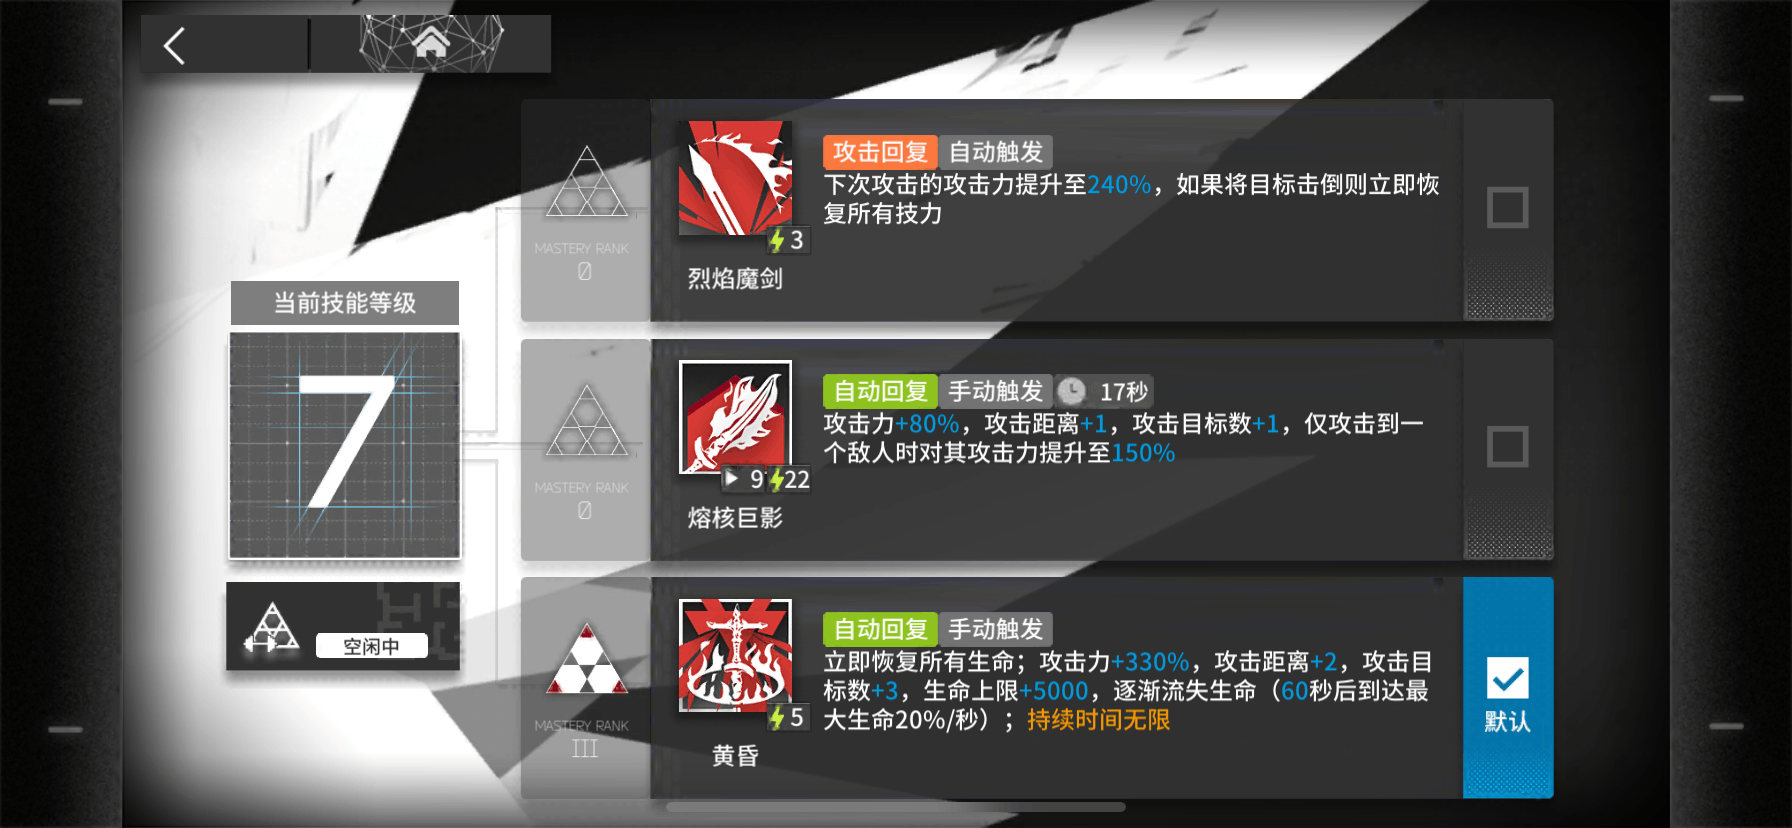 当前技能等级
7
空闲中
MASTERY RANK
0
烈焰魔剑
3
攻击回复 自动触发
下次攻击的攻击力提升至240%，如果将目标击倒则立即恢
复所有技力
MASTERY RANK
0
熔核巨影
9 22
自动回复 手动触发 17秒
攻击力+80%，攻击距离+1，攻击目标数+1，仅攻击到一
个敌人时对其攻击力提升至150%
MASTERY RANK
III
黄昏
5
自动回复 手动触发
立即恢复所有生命；攻击力+330%，攻击距离+2，攻击目
标数+3，生命上限+5000，逐渐流失生命（60秒后到达最
大生命20%/秒）；持续时间无限
默认